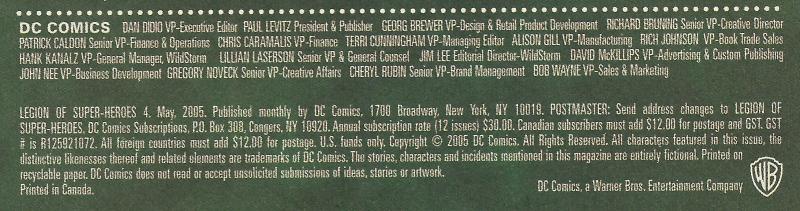 DC COMICS DAN DIDIO VP-Executive Editor PAUL LEVITZ President & Publisher GEORG BREWER VP-Design & Retail Product Development RICHARD BRUNING Senior VP-Creative Director
PATRICK CALDON Senior VP-Finance & Operations CHRIS CARAMALIS VP-Finance TERRI CUNNINGHAM VP-Managing Editor ALISON GILL VP-Manufacturing RICH JOHNSON VP-Book Trade Sales
HANK KANALZ VP-General Manager, WildStorm LILLIAN LASERSON Senior VP & General Counsel JIM LEE Editorial Director-WildStorm DAVID McKILLIPS VP-Advertising & Custom Publishing
JOHN NEE VP-Business Development GREGORY NOVECK Senior VP-Creative Affairs CHERYL RUBIN Senior VP-Brand Management BOB WAYNE VP-Sales & Marketing
LEGION OF SUPER-HEROES 4. May, 2005. Published monthly by DC Comics, 1700 Broadway, New York, NY 10019. POSTMASTER: Send address changes to LEGION OF
SUPER-HEROES, DC Comics Subscriptions, P.O. Box 308, Congers, NY 10920. Annual subscription rate (12 issues) $30.00. Canadian subscribers must add $12.00 for postage and GST. GST
# is R125921072. All foreign countries must add $12.00 for postage. U.S. funds only. Copyright © 2005 DC Comics. All Rights Reserved. All characters featured in this issue, the
distinctive likenesses thereof and related elements are trademarks of DC Comics. The stories, characters and incidents mentioned in this magazine are entirely fictional. Printed on
recyclable paper. DC Comics does not read or accept unsolicited submissions of ideas, stories or artwork.
Printed in Canada.
DC Comics, a Warner Bros. Entertainment Company
WB